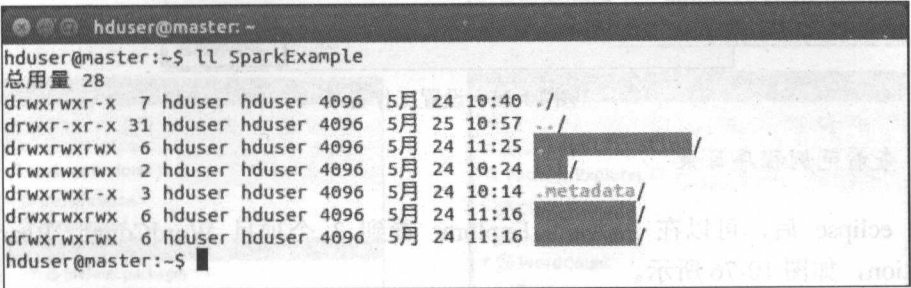 hduser@master: ~
hduser@master:~$ ll SparkExample
总用量 28
drwxrwxr-x 7 hduser hduser 4096 5月 24 10:40 ./
drwxr-xr-x 31 hduser hduser 4096 5月 25 10:57 ../
drwxrwxrwx 6 hduser hduser 4096 5月 24 11:25 /
drwxrwxrwx 2 hduser hduser 4096 5月 24 10:24 /
drwxrwxr-x 3 hduser hduser 4096 5月 24 10:14 .metadata/
drwxrwxrwx 6 hduser hduser 4096 5月 24 11:16 /
drwxrwxrwx 6 hduser hduser 4096 5月 24 11:16 /
hduser@master:~$